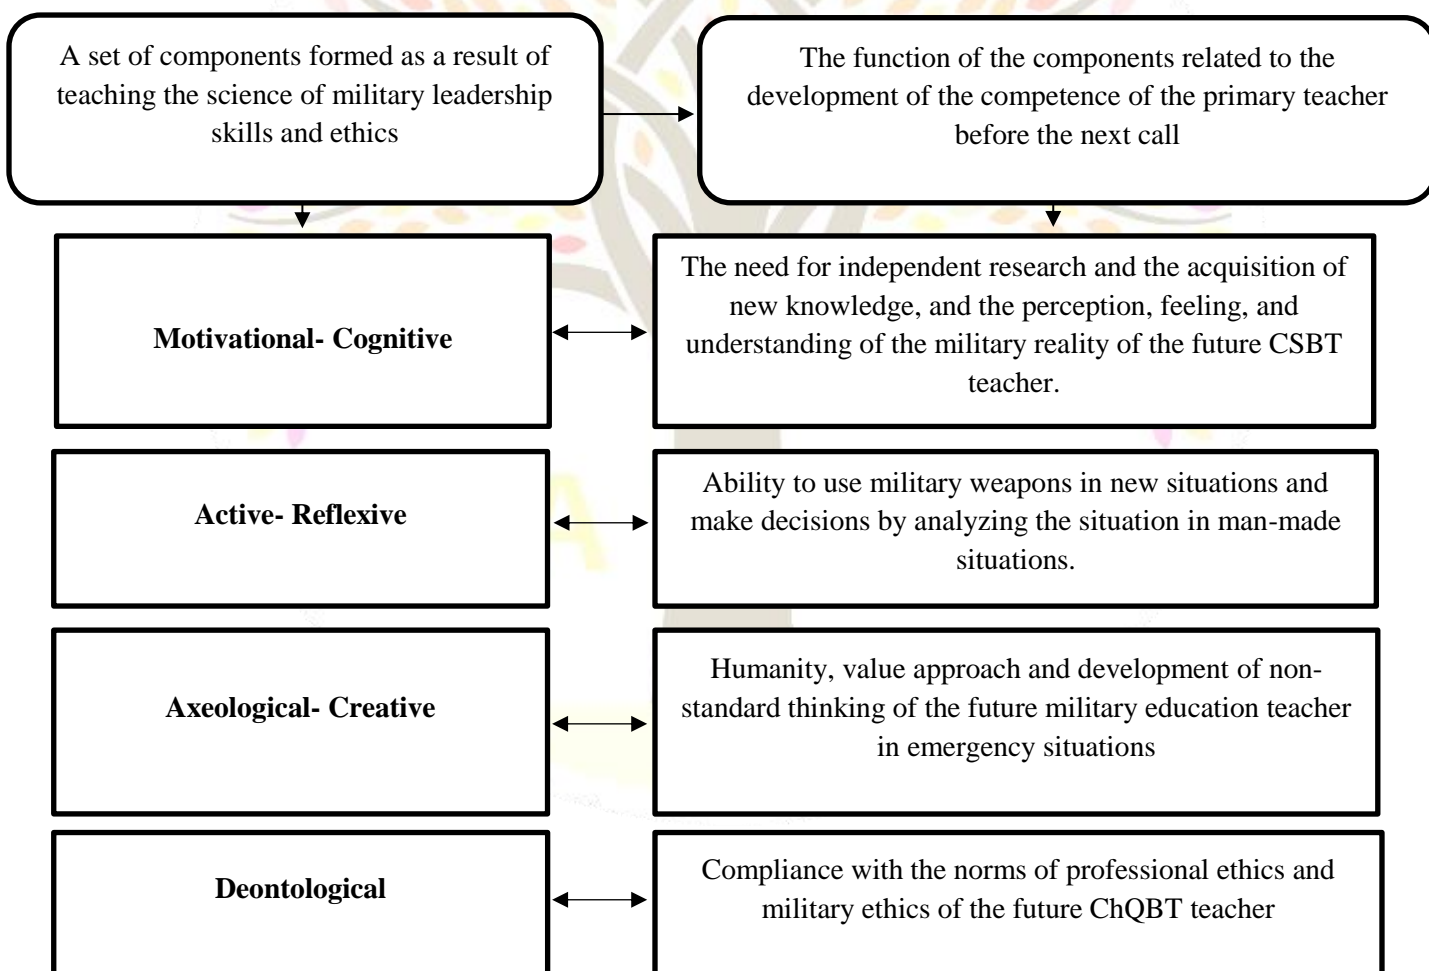 A set of components formed as a result of
teaching the science of military leadership
skills and ethics
The function of the components related to the
development of the competence of the primary teacher
before the next call
Motivational- Cognitive
The need for independent research and the acquisition of
new knowledge, and the perception, feeling, and
understanding of the military reality of the future CSBT
teacher.
Active- Reflexive
Ability to use military weapons in new situations and
make decisions by analyzing the situation in man-made
situations.
Axeological- Creative
Humanity, value approach and development of non-
standard thinking of the future military education teacher
in emergency situations
Deontological
Compliance with the norms of professional ethics and
military ethics of the future ChQBT teacher